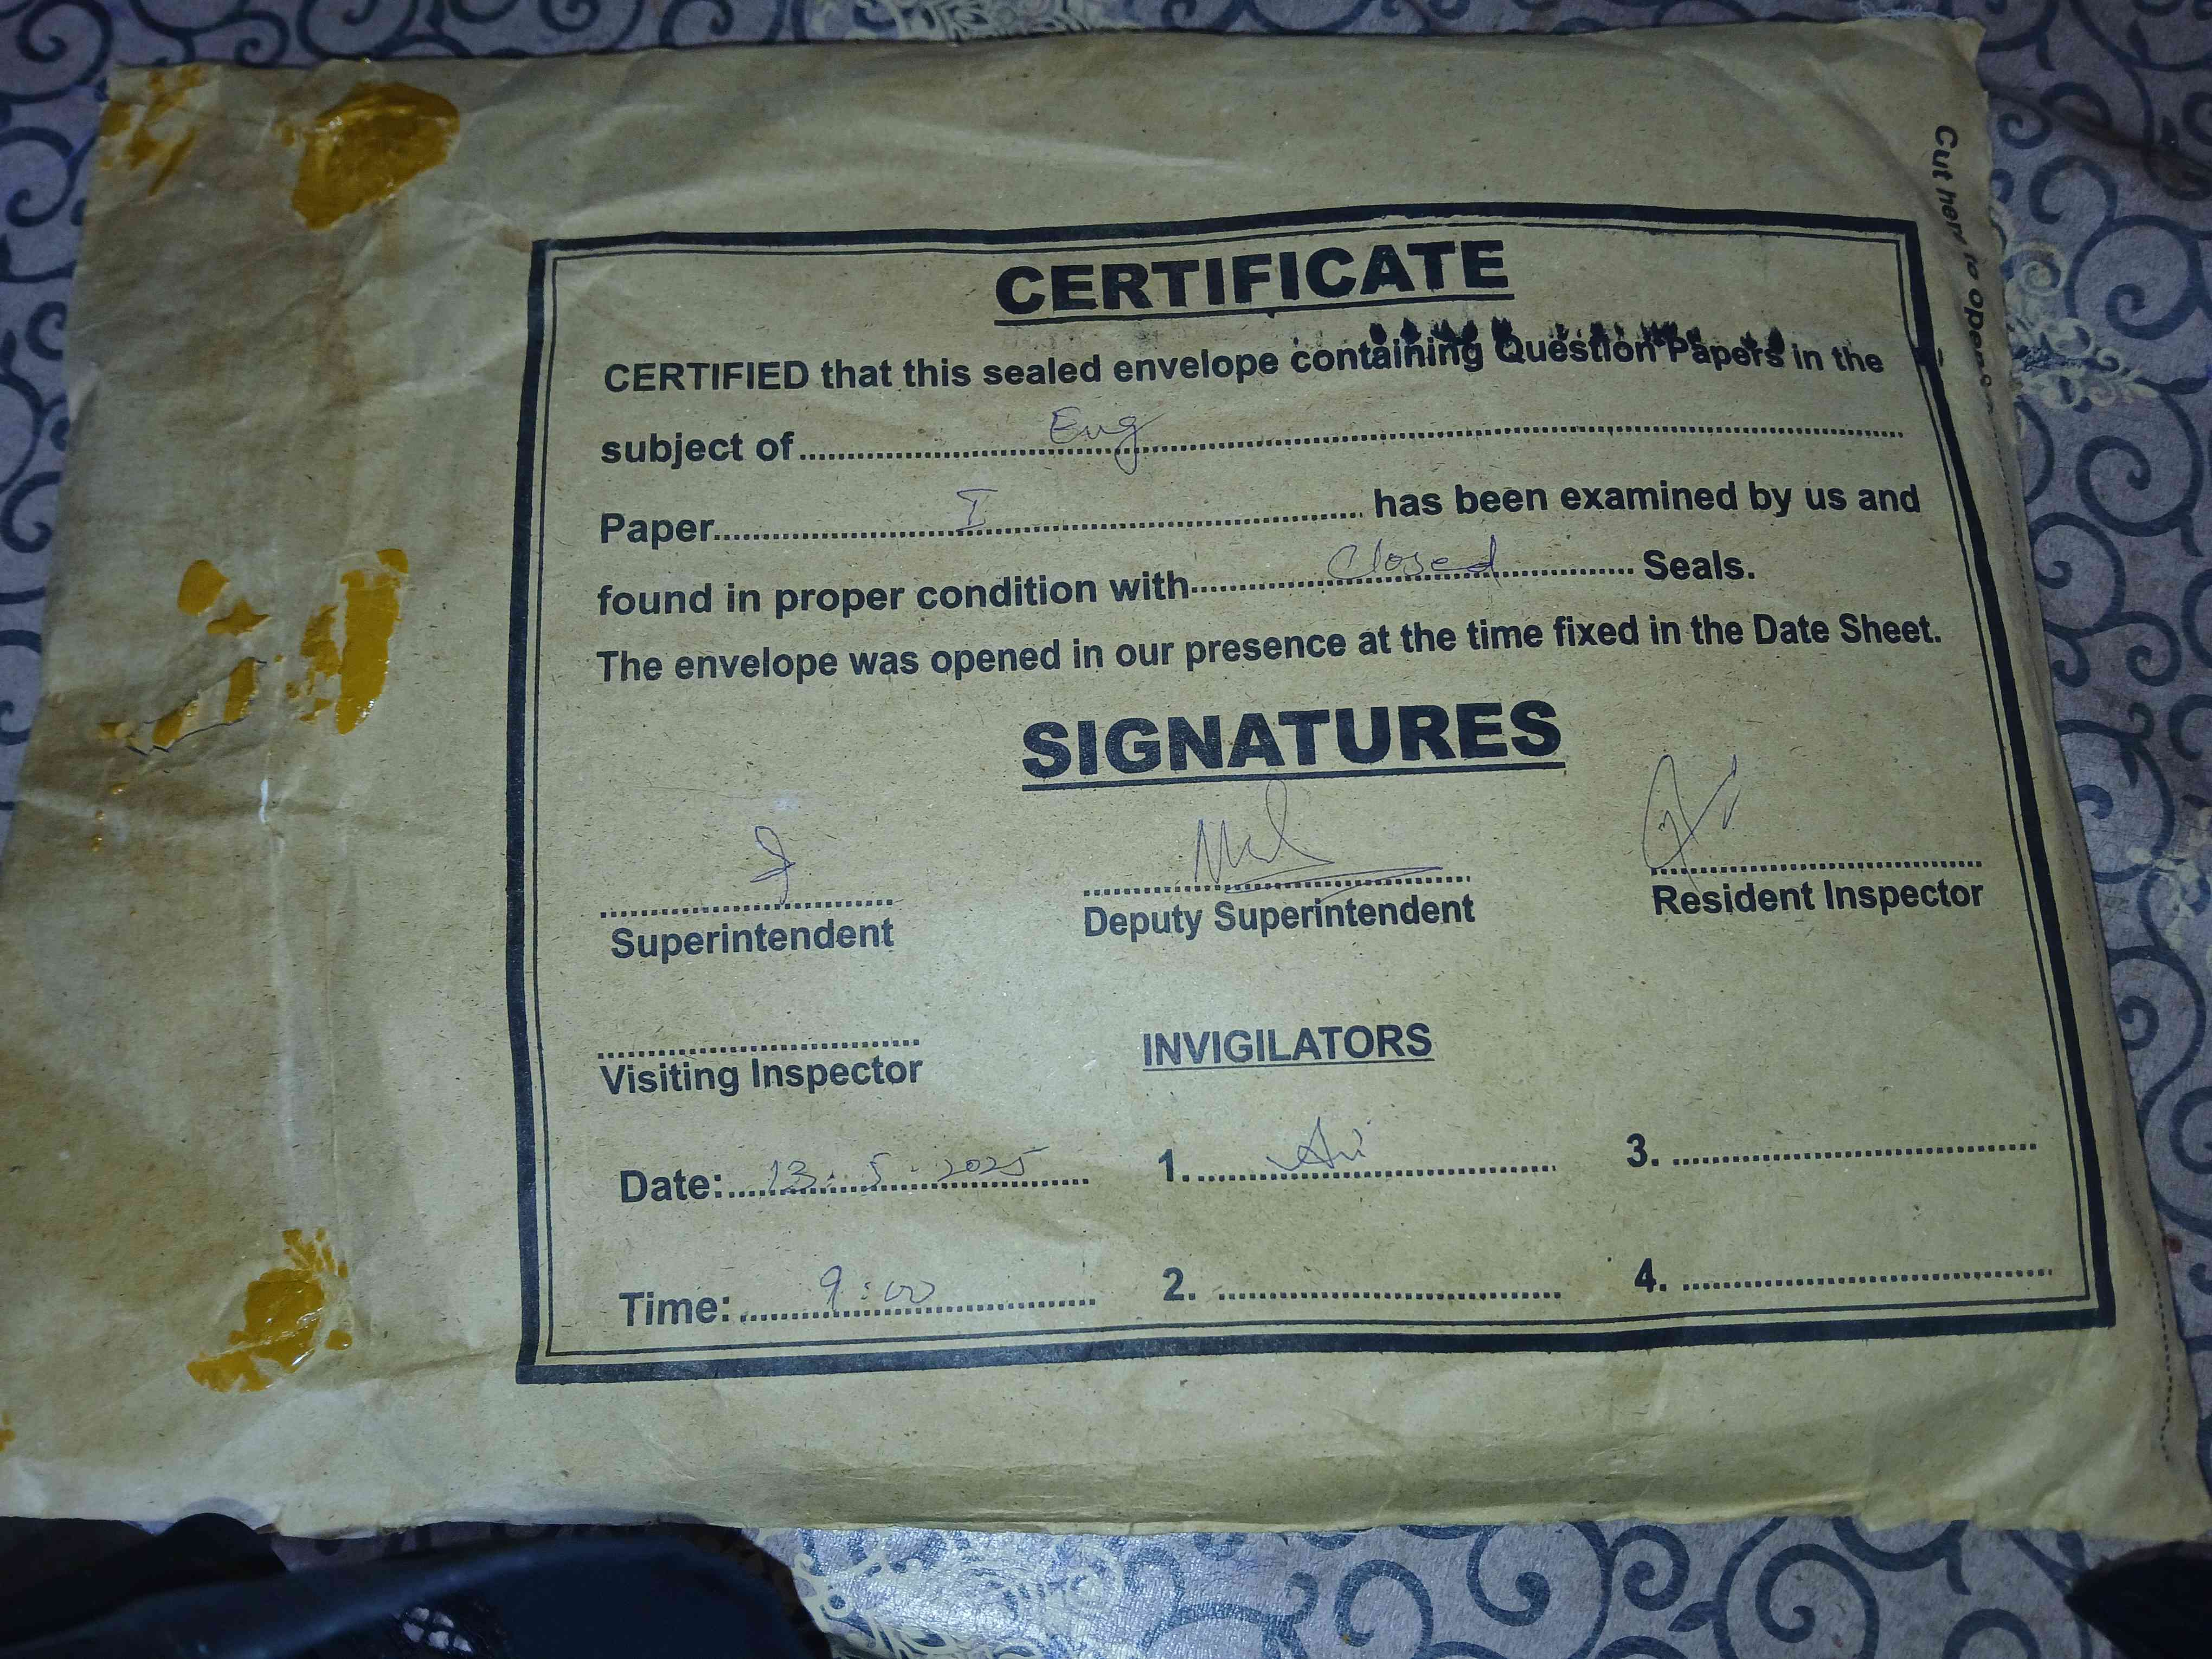 Cut here to open
CERTIFICATE
CERTIFIED that this sealed envelope containing Question Papers in the
subject of Eng
Paper I has been examined by us and
found in proper condition with Closed Seals.
The envelope was opened in our presence at the time fixed in the Date Sheet.
SIGNATURES
Superintendent
Deputy Superintendent
Resident Inspector
Visiting Inspector
INVIGILATORS
Date: 13.5.2025
1.
3.
Time: 9:00
2.
4.